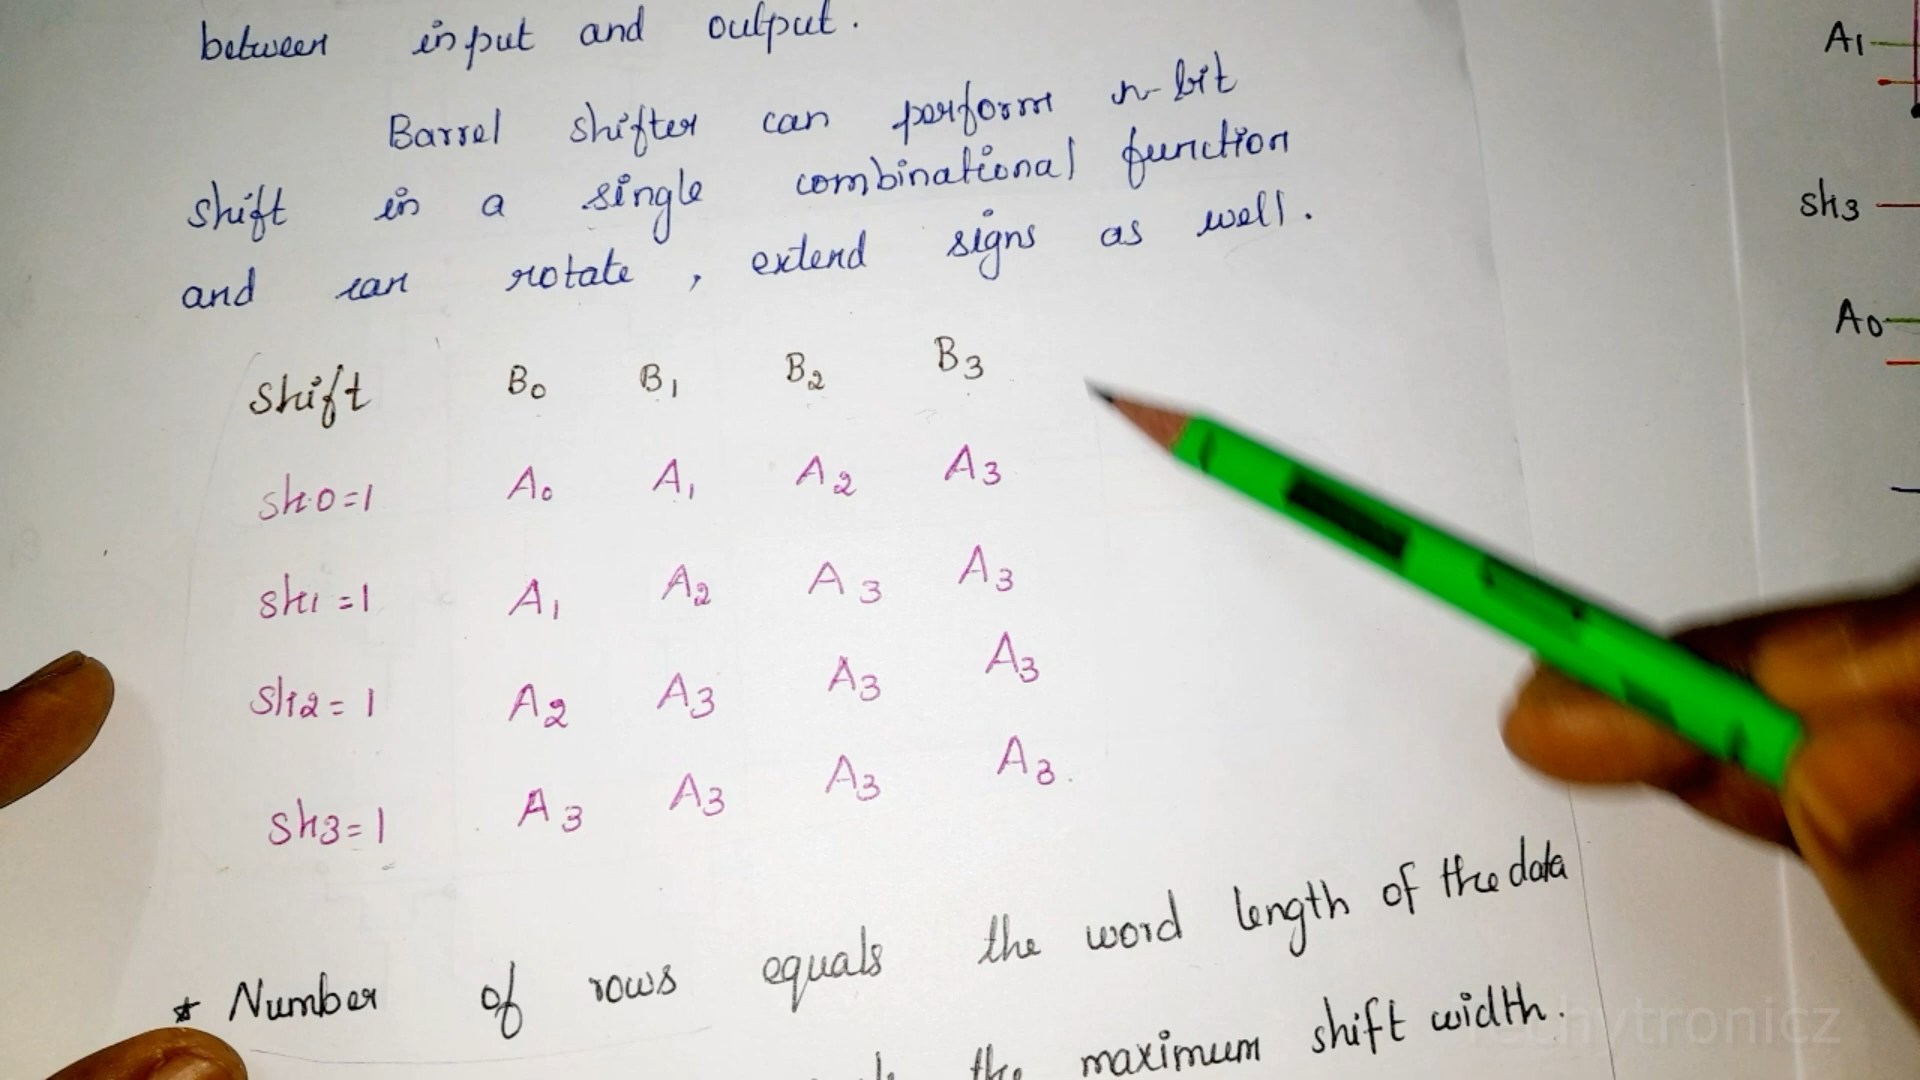 between input and output.
Barrel shifter can perform n-bit
shift in a single combinational function
and can rotate, extend signs as well.
Shift B0 B1 B2 B3
Sh0=1 A0 A1 A2 A3
Sh1=1 A1 A2 A3 A3
Sh2=1 A2 A3 A3 A3
Sh3=1 A3 A3 A3 A3.
* Number of rows equals the word length of the data
the maximum shift width.
A1
Sh3
A0